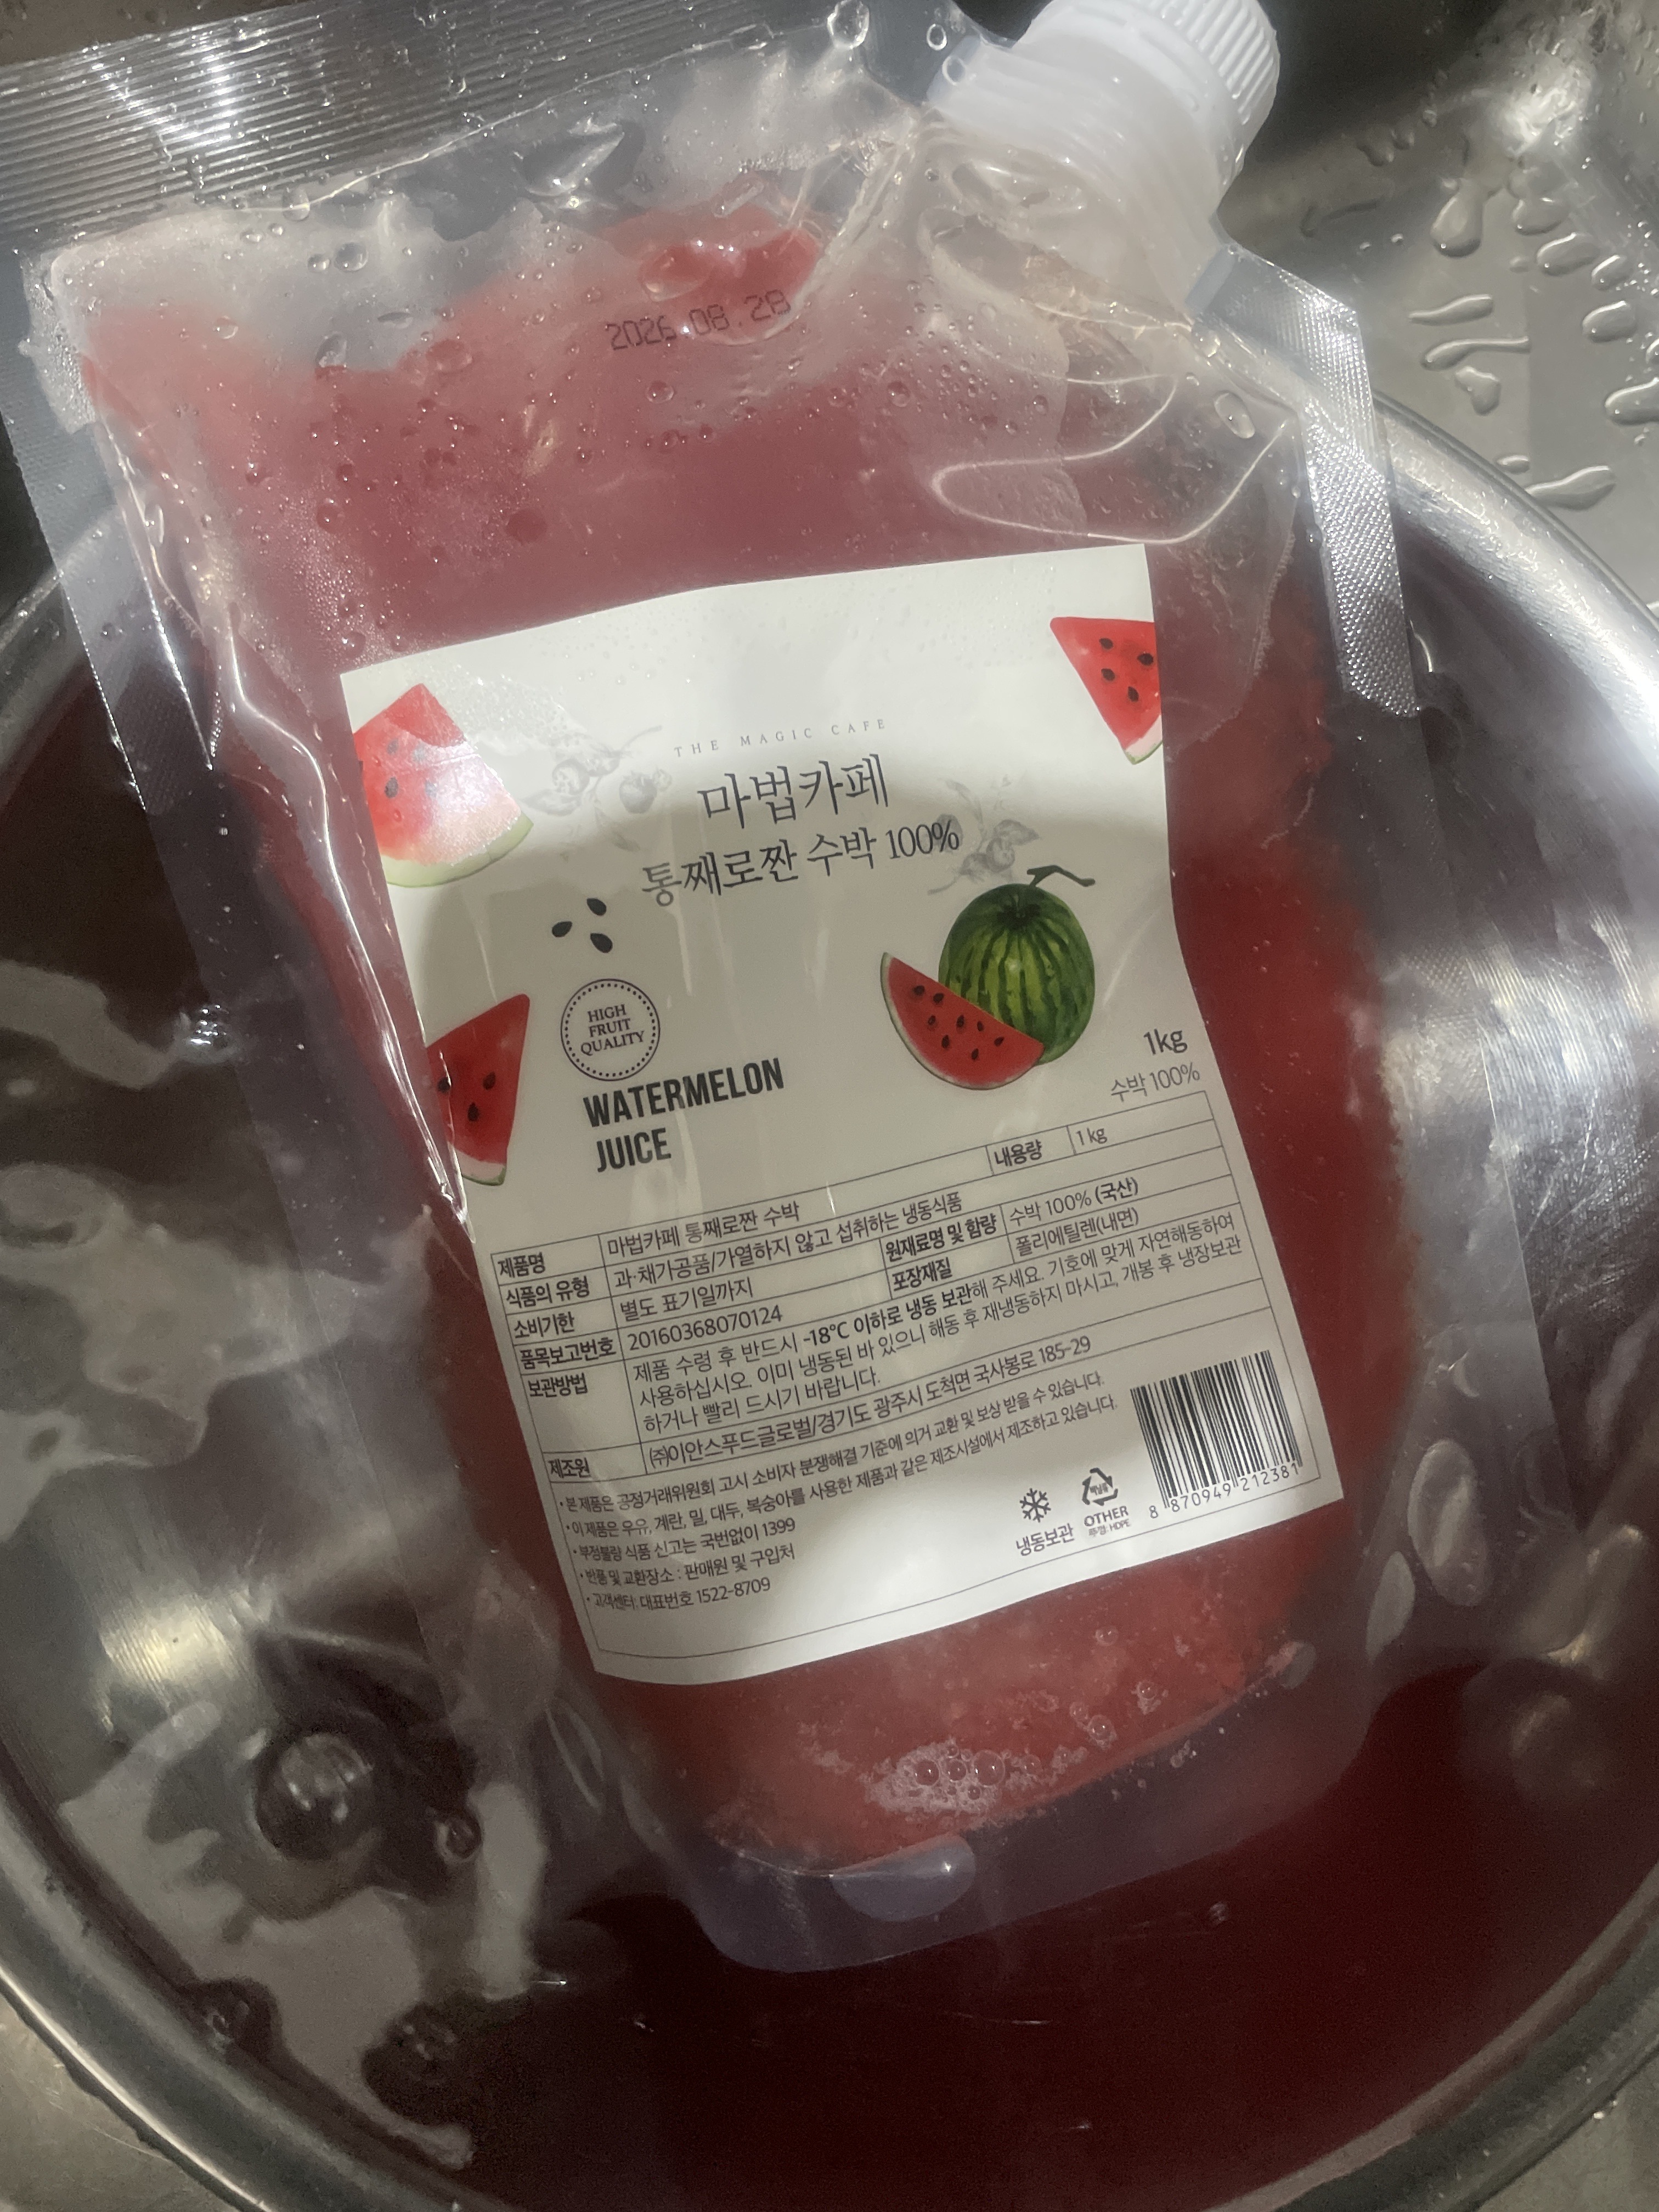 2026.08.28
THE MAGIC CAFE
마법카페
통째로짠 수박 100%
HIGH
FRUIT
QUALITY
WATERMELON
JUICE
1kg
수박 100%
제품명 마법카페 통째로짠 수박 내용량 1 kg
식품의 유형 과·채가공품/가열하지 않고 섭취하는 냉동식품
소비기한 별도 표기일까지 원재료명 및 함량 수박 100% (국산)
품목보고번호 20160368070124 포장재질 폴리에틸렌(내면)
보관방법 제품 수령 후 반드시 -18°C 이하로 냉동 보관해 주세요. 기호에 맞게 자연해동하여
사용하십시오. 이미 냉동된 바 있으니 해동 후 재냉동하지 마시고, 개봉 후 냉장보관
하거나 빨리 드시기 바랍니다.
제조원 ㈜이안스푸드글로벌/경기도 광주시 도척면 국사봉로 185-29
• 본 제품은 공정거래위원회 고시 소비자 분쟁해결 기준에 의거 교환 및 보상 받을 수 있습니다.
• 이 제품은 우유, 계란, 밀, 대두, 복숭아를 사용한 제품과 같은 제조시설에서 제조하고 있습니다.
• 부정불량 식품 신고는 국번없이 1399
• 반품 및 교환장소 : 판매원 및 구입처
• 고객센터: 대표번호 1522-8709
냉동보관
비닐류
OTHER
뚜껑: HDPE
8 870949 212381